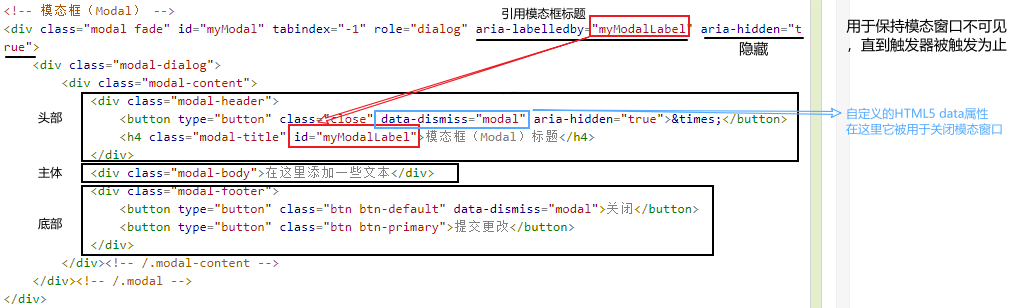 <!-- 模态框（Modal） -->
引用模态框标题
<div class="modal fade" id="myModal" tabindex="-1" role="dialog" aria-labelledby="myModalLabel" aria-hidden="t
rue">
隐藏
用于保持模态窗口不可见
，直到触发器被触发为止
<div class="modal-dialog">
<div class="modal-content">
头部
<div class="modal-header">
<button type="button" class="close" data-dismiss="modal" aria-hidden="true">&times;</button>
<h4 class="modal-title" id="myModalLabel">模态框（Modal）标题</h4>
</div>
自定义的HTML5 data属性
在这里它被用于关闭模态窗口
主体
<div class="modal-body">在这里添加一些文本</div>
底部
<div class="modal-footer">
<button type="button" class="btn btn-default" data-dismiss="modal">关闭</button>
<button type="button" class="btn btn-primary">提交更改</button>
</div>
</div><!-- /.modal-content -->
</div><!-- /.modal -->
</div>